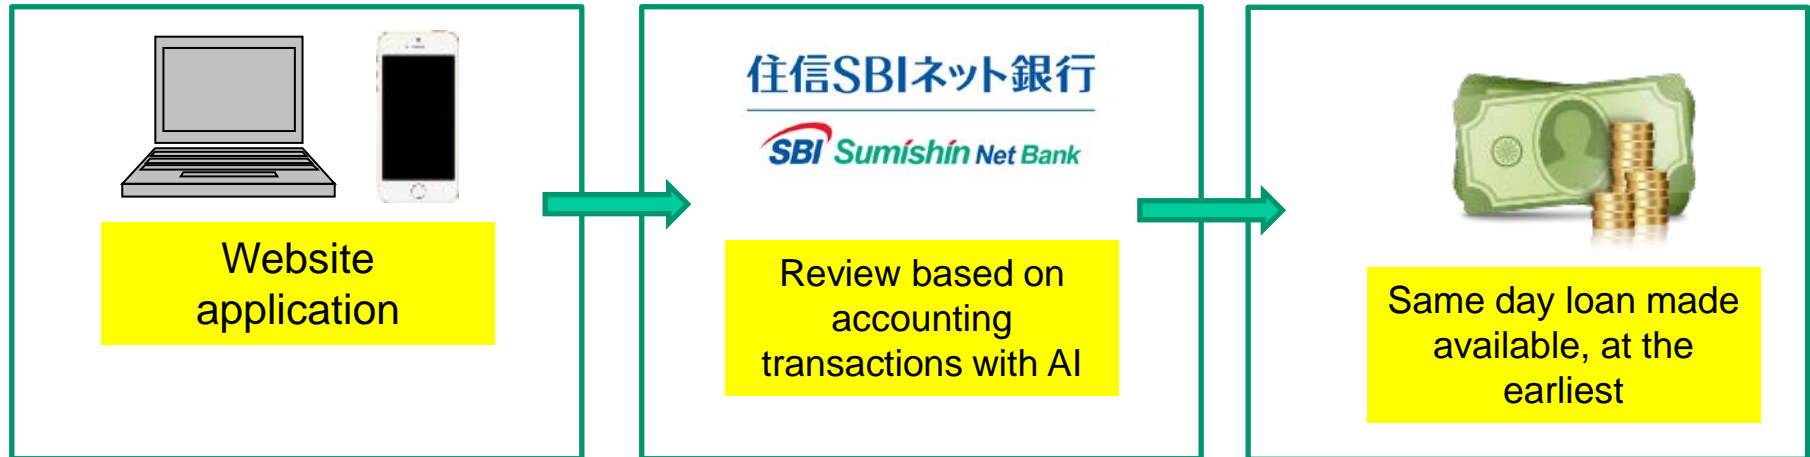 Website
application
住信SBIネット銀行
SBI Sumishin Net Bank
Review based on
accounting
transactions with AI
Same day loan made
available, at the
earliest